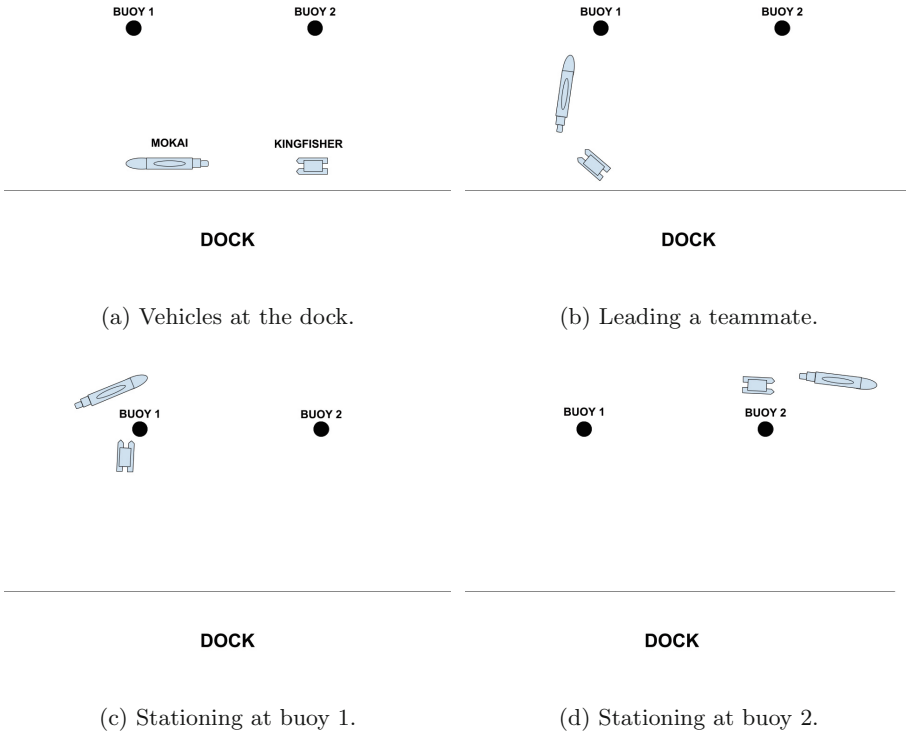 BUOY 1 BUOY 2
MOKAI KINGFISHER
DOCK
(a) Vehicles at the dock.
BUOY 1 BUOY 2
DOCK
(b) Leading a teammate.
BUOY 1 BUOY 2
DOCK
(c) Stationing at buoy 1.
BUOY 1 BUOY 2
DOCK
(d) Stationing at buoy 2.